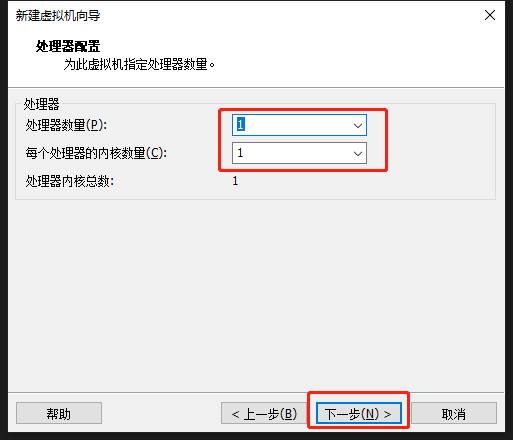 新建虚拟机向导
处理器配置
为此虚拟机指定处理器数量。
处理器
处理器数量(P): 1
每个处理器的内核数量(C): 1
处理器内核总数: 1
帮助 < 上一步(B) 下一步(N) > 取消